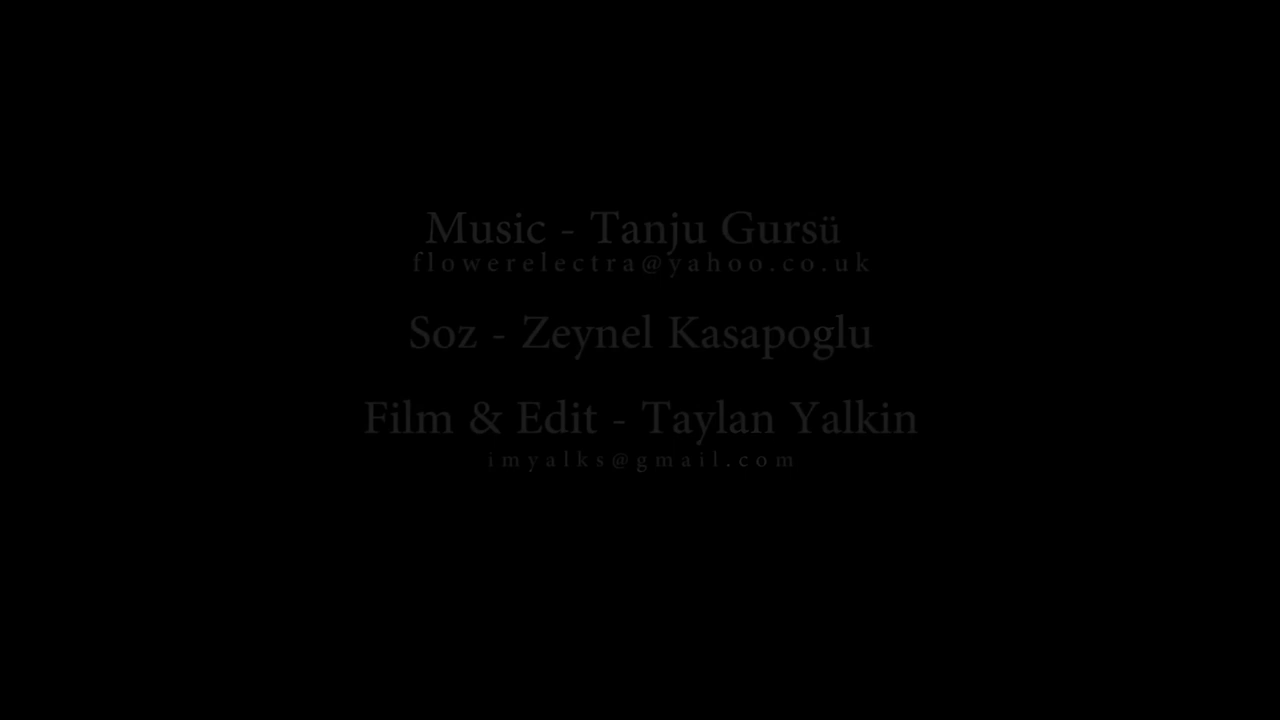 Music - Tanju Gursü
flowerelectra@yahoo.co.uk
Soz - Zeynel Kasapoglu
Film & Edit - Taylan Yalkin
imyalks@gmail.com